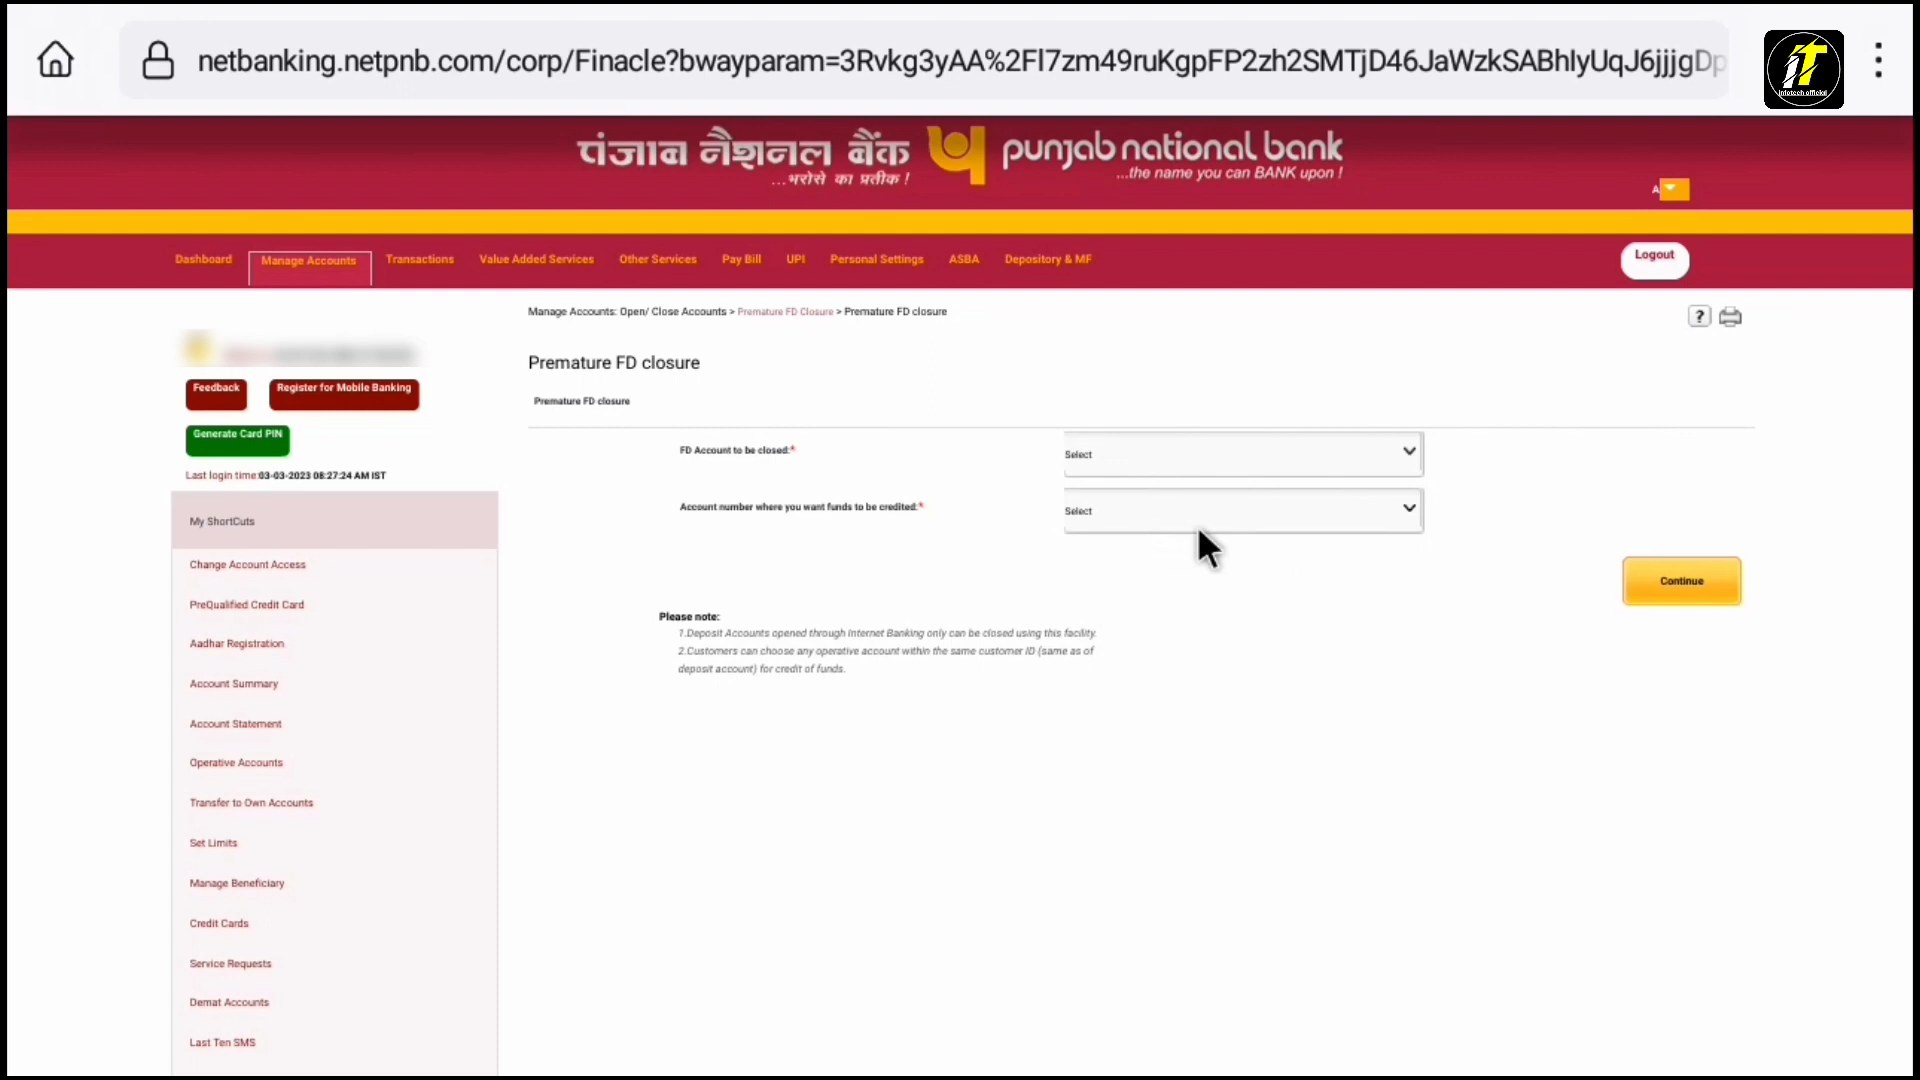 netbanking.netpnb.com/corp/Finacle?bwayparam=3Rvkg3yAA%2Fl7zm49ruKgpFP2zh2SMTjD46JaWzkSABhIyUqJ6jjjgDp
IT
infotech official
पंजाब नैशनल बैंक punjab national bank
...भरोसे का प्रतीक ! ...the name you can BANK upon !
A
Dashboard Manage Accounts Transactions Value Added Services Other Services Pay Bill UPI Personal Settings ASBA Depository & MF Logout
Manage Accounts: Open/ Close Accounts > Premature FD Closure > Premature FD closure ?
Premature FD closure
Feedback Register for Mobile Banking
Premature FD closure
Generate Card PIN
FD Account to be closed:* Select
Last login time:03-03-2023 08:27:24 AM IST
Account number where you want funds to be credited:* Select
My ShortCuts
Change Account Access
Continue
PreQualified Credit Card
Please note:
1.Deposit Accounts opened through Internet Banking only can be closed using this facility.
2.Customers can choose any operative account within the same customer ID (same as of
deposit account) for credit of funds.
Aadhar Registration
Account Summary
Account Statement
Operative Accounts
Transfer to Own Accounts
Set Limits
Manage Beneficiary
Credit Cards
Service Requests
Demat Accounts
Last Ten SMS